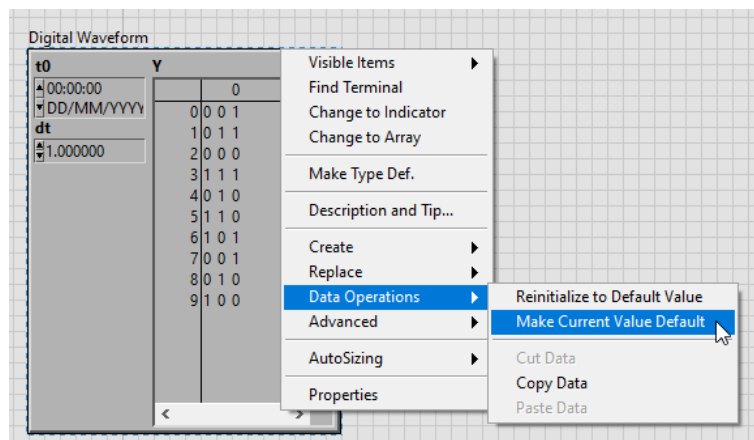 Digital Waveform
t0
00:00:00
DD/MM/YYYY
dt
1.000000
Y
0
0 0 0 1
1 0 1 1
2 0 0 0
3 1 1 1
4 0 1 0
5 1 1 0
6 1 0 1
7 0 0 1
8 0 1 0
9 1 0 0
Visible Items
Find Terminal
Change to Indicator
Change to Array
Make Type Def.
Description and Tip...
Create
Replace
Data Operations
Advanced
AutoSizing
Properties
Reinitialize to Default Value
Make Current Value Default
Cut Data
Copy Data
Paste Data